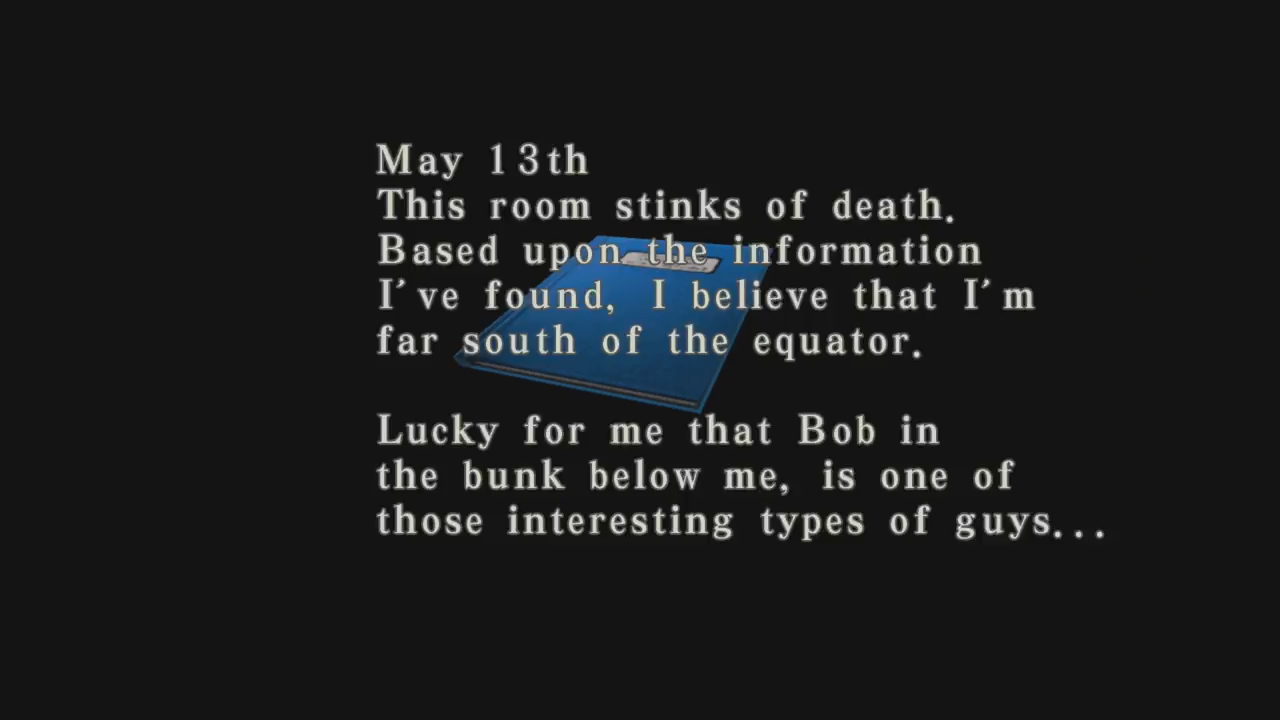 May 13th
This room stinks of death.
Based upon the information
I've found, I believe that I'm
far south of the equator.
Lucky for me that Bob in
the bunk below me, is one of
those interesting types of guys...